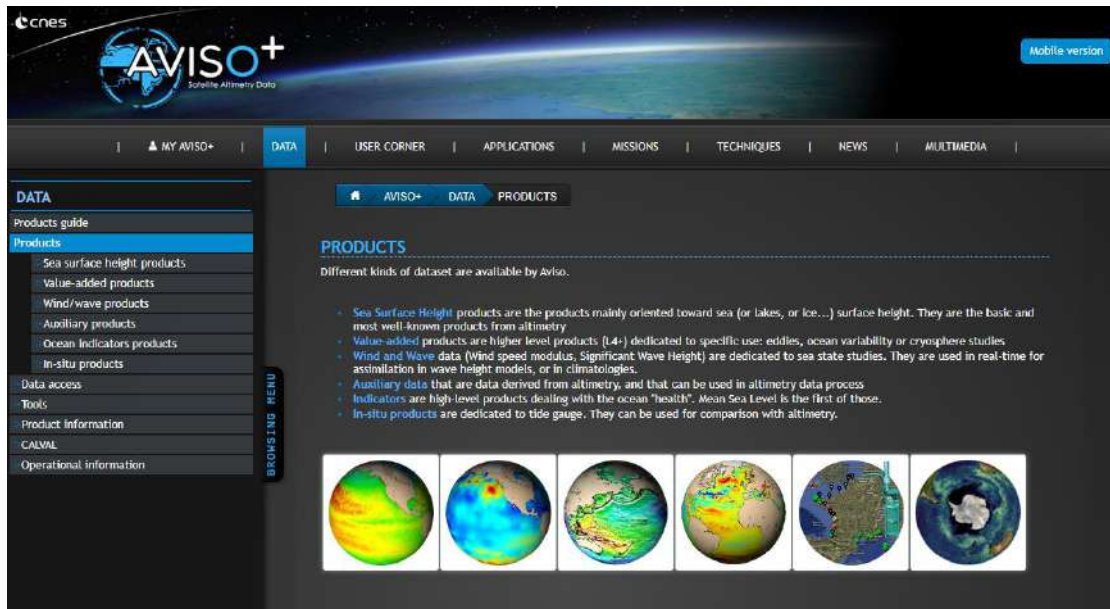 cnes
AVISO+
Satellite Altimetry Data
Mobile version
| MY AVISO+ | DATA | USER CORNER | APPLICATIONS | MISSIONS | TECHNIQUES | NEWS | MULTIMEDIA |
DATA
Products guide
Products
Sea surface height products
Value-added products
Wind/wave products
Auxiliary products
Ocean indicators products
In-situ products
Data access
Tools
Product information
CALVAL
Operational information
BROWSING MENU
AVISO+ DATA PRODUCTS
PRODUCTS
Different kinds of dataset are available by Aviso.
Sea Surface Height products are the products mainly oriented toward sea (or lakes, or ice...) surface height. They are the basic and
most well-known products from altimetry
Value-added products are higher level products (L4+) dedicated to specific use: eddies, ocean variability or cryosphere studies
Wind and Wave data (Wind speed modulus, Significant Wave Height) are dedicated to sea state studies. They are used in real-time for
assimilation in wave height models, or in climatologies.
Auxiliary data that are data derived from altimetry, and that can be used in altimetry data process
Indicators are high-level products dealing with the ocean "health". Mean Sea Level is the first of those.
In-situ products are dedicated to tide gauge. They can be used for comparison with altimetry.